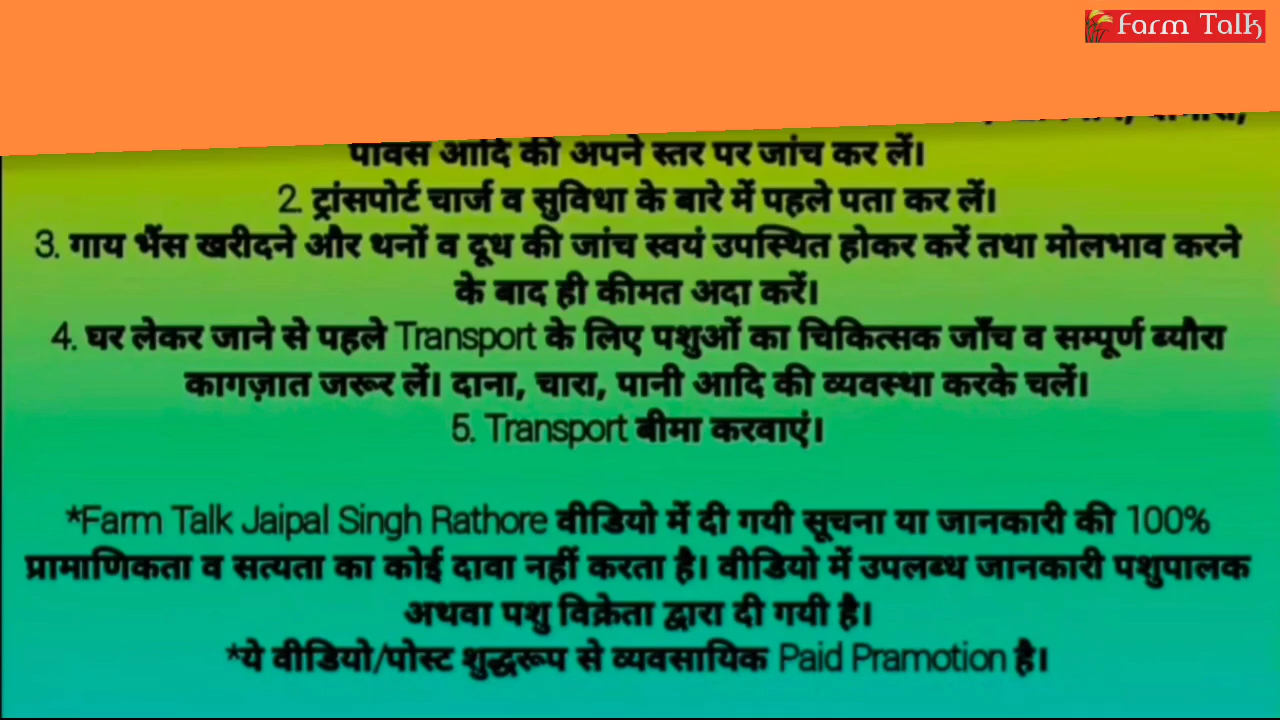 Farm Talk
पावस आदि की अपने स्तर पर जांच कर लें।
2. ट्रांसपोर्ट चार्ज व सुविधा के बारे में पहले पता कर लें।
3. गाय भैंस खरीदने और थनों व दूध की जांच स्वयं उपस्थित होकर करें तथा मोलभाव करने
के बाद ही कीमत अदा करें।
4. घर लेकर जाने से पहले Transport के लिए पशुओं का चिकित्सक जाँच व सम्पूर्ण ब्यौरा
कागज़ात जरूर लें। दाना, चारा, पानी आदि की व्यवस्था करके चलें।
5. Transport बीमा करवाएं।
*Farm Talk Jaipal Singh Rathore वीडियो में दी गयी सूचना या जानकारी की 100%
प्रामाणिकता व सत्यता का कोई दावा नहीं करता है। वीडियो में उपलब्ध जानकारी पशुपालक
अथवा पशु विक्रेता द्वारा दी गयी है।
*ये वीडियो/पोस्ट शुद्धरूप से व्यवसायिक Paid Pramotion है।